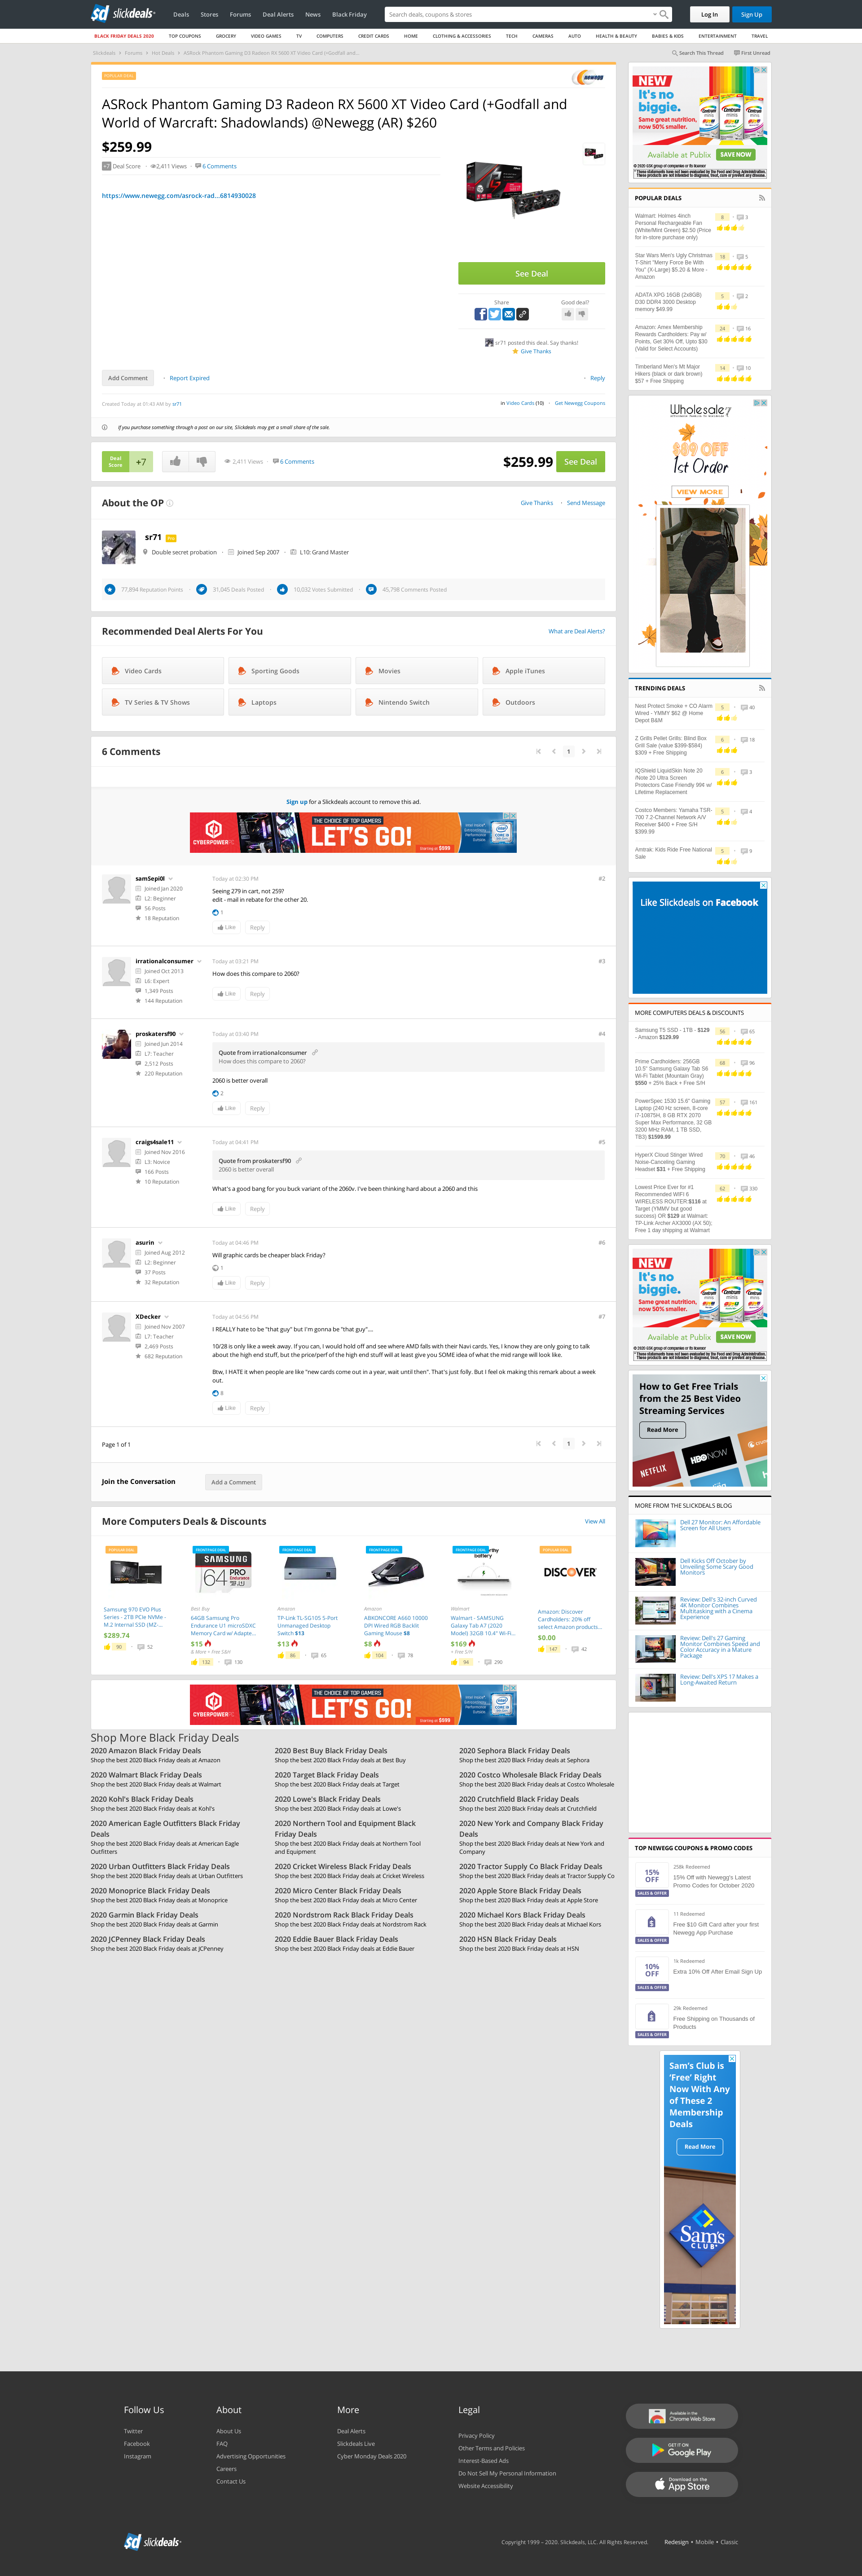 slickdeals
Deals
Stores
Forums
Deal Alerts
News
Black Friday
Search deals, coupons & stores
Log In
Sign Up
BLACK FRIDAY DEALS 2020
TOP COUPONS
GROCERY
VIDEO GAMES
TV
COMPUTERS
CREDIT CARDS
HOME
CLOTHING & ACCESSORIES
TECH
CAMERAS
AUTO
HEALTH & BEAUTY
BABIES & KIDS
ENTERTAINMENT
TRAVEL
Slickdeals
Forums
Hot Deals
ASRock Phantom Gaming D3 Radeon RX 5600 XT Video Card (+Godfall and...
Search This Thread
First Unread
POPULAR DEAL
newegg
ASRock Phantom Gaming D3 Radeon RX 5600 XT Video Card (+Godfall and
World of Warcraft: Shadowlands) @Newegg (AR) $260
$259.99
+7 Deal Score
2,411 Views
6 Comments
https://www.newegg.com/asrock-rad...6814930028
See Deal
Share
Good deal?
sr71 posted this deal. Say thanks!
Give Thanks
Add Comment
Report Expired
Reply
Created Today at 01:43 AM by sr71
in Video Cards (10)
Get Newegg Coupons
If you purchase something through a post on our site, Slickdeals may get a small share of the sale.
Deal
Score
+7
2,411 Views
6 Comments
$259.99
See Deal
About the OP
Give Thanks
Send Message
sr71
Pro
Double secret probation
Joined Sep 2007
L10: Grand Master
77,894 Reputation Points
31,045 Deals Posted
10,032 Votes Submitted
45,798 Comments Posted
Recommended Deal Alerts For You
What are Deal Alerts?
Video Cards
Sporting Goods
Movies
Apple iTunes
TV Series & TV Shows
Laptops
Nintendo Switch
Outdoors
6 Comments
1
Sign up for a Slickdeals account to remove this ad.
CYBERPOWERPC
THE CHOICE OF TOP GAMERS
LET'S GO!
Starting at $599
samSepi0l
Joined Jan 2020
L2: Beginner
56 Posts
18 Reputation
Today at 02:30 PM
#2
Seeing 279 in cart, not 259?
edit - mail in rebate for the other 20.
1
Like
Reply
irrationalconsumer
Joined Oct 2013
L6: Expert
1,349 Posts
144 Reputation
Today at 03:21 PM
#3
How does this compare to 2060?
Like
Reply
proskatersf90
Joined Jun 2014
L7: Teacher
2,512 Posts
220 Reputation
Today at 03:40 PM
#4
Quote from irrationalconsumer
How does this compare to 2060?
2060 is better overall
2
Like
Reply
craigs4sale11
Joined Nov 2016
L3: Novice
166 Posts
10 Reputation
Today at 04:41 PM
#5
Quote from proskatersf90
2060 is better overall
What's a good bang for you buck variant of the 2060v. I've been thinking hard about a 2060 and this
Like
Reply
asurin
Joined Aug 2012
L2: Beginner
37 Posts
32 Reputation
Today at 04:46 PM
#6
Will graphic cards be cheaper black Friday?
1
Like
Reply
XDecker
Joined Nov 2007
L7: Teacher
2,469 Posts
682 Reputation
Today at 04:56 PM
#7
I REALLY hate to be "that guy" but I'm gonna be "that guy"....
10/28 is only like a week away. If you can, I would hold off and see where AMD falls with their Navi cards. Yes, I know they are only going to talk
about the high end stuff, but the price/perf of the high end stuff will at least give you SOME idea of what the mid range will look like.
Btw, I HATE it when people are like "new cards come out in a year, wait until then". That's just folly. But I feel ok making this remark about a week
out.
8
Like
Reply
Page 1 of 1
1
Join the Conversation
Add a Comment
More Computers Deals & Discounts
View All
POPULAR DEAL
Samsung 970 EVO Plus
Series - 2TB PCIe NVMe -
M.2 Internal SSD (MZ-...
$289.74
90
52
FRONTPAGE DEAL
Best Buy
64GB Samsung Pro
Endurance U1 microSDXC
Memory Card w/ Adapte...
$15
& More + Free S&H
132
130
FRONTPAGE DEAL
Amazon
TP-Link TL-SG105 5-Port
Unmanaged Desktop
Switch $13
$13
86
65
FRONTPAGE DEAL
Amazon
ABKONCORE A660 10000
DPI Wired RGB Backlit
Gaming Mouse $8
$8
104
78
FRONTPAGE DEAL
Walmart
Walmart - SAMSUNG
Galaxy Tab A7 (2020
Model) 32GB 10.4" Wi-Fi...
$169
+ Free S/H
94
290
POPULAR DEAL
DISCOVER
Amazon: Discover
Cardholders: 20% off
select Amazon products...
$0.00
147
42
CYBERPOWERPC
THE CHOICE OF TOP GAMERS
LET'S GO!
Starting at $599
Shop More Black Friday Deals
2020 Amazon Black Friday Deals
Shop the best 2020 Black Friday deals at Amazon
2020 Best Buy Black Friday Deals
Shop the best 2020 Black Friday deals at Best Buy
2020 Sephora Black Friday Deals
Shop the best 2020 Black Friday deals at Sephora
2020 Walmart Black Friday Deals
Shop the best 2020 Black Friday deals at Walmart
2020 Target Black Friday Deals
Shop the best 2020 Black Friday deals at Target
2020 Costco Wholesale Black Friday Deals
Shop the best 2020 Black Friday deals at Costco Wholesale
2020 Kohl's Black Friday Deals
Shop the best 2020 Black Friday deals at Kohl's
2020 Lowe's Black Friday Deals
Shop the best 2020 Black Friday deals at Lowe's
2020 Crutchfield Black Friday Deals
Shop the best 2020 Black Friday deals at Crutchfield
2020 American Eagle Outfitters Black Friday
Deals
Shop the best 2020 Black Friday deals at American Eagle
Outfitters
2020 Northern Tool and Equipment Black
Friday Deals
Shop the best 2020 Black Friday deals at Northern Tool
and Equipment
2020 New York and Company Black Friday
Deals
Shop the best 2020 Black Friday deals at New York and
Company
2020 Urban Outfitters Black Friday Deals
Shop the best 2020 Black Friday deals at Urban Outfitters
2020 Cricket Wireless Black Friday Deals
Shop the best 2020 Black Friday deals at Cricket Wireless
2020 Tractor Supply Co Black Friday Deals
Shop the best 2020 Black Friday deals at Tractor Supply Co
2020 Monoprice Black Friday Deals
Shop the best 2020 Black Friday deals at Monoprice
2020 Micro Center Black Friday Deals
Shop the best 2020 Black Friday deals at Micro Center
2020 Apple Store Black Friday Deals
Shop the best 2020 Black Friday deals at Apple Store
2020 Garmin Black Friday Deals
Shop the best 2020 Black Friday deals at Garmin
2020 Nordstrom Rack Black Friday Deals
Shop the best 2020 Black Friday deals at Nordstrom Rack
2020 Michael Kors Black Friday Deals
Shop the best 2020 Black Friday deals at Michael Kors
2020 JCPenney Black Friday Deals
Shop the best 2020 Black Friday deals at JCPenney
2020 Eddie Bauer Black Friday Deals
Shop the best 2020 Black Friday deals at Eddie Bauer
2020 HSN Black Friday Deals
Shop the best 2020 Black Friday deals at HSN
NEW
It's no
biggie.
Same great nutrition,
now 50% smaller.
Available at Publix
SAVE NOW
POPULAR DEALS
Walmart: Holmes 4inch
Personal Rechargeable Fan
(White/Mint Green) $2.50 (Price
for in-store purchase only)
8
3
Star Wars Men's Ugly Christmas
T-Shirt "Merry Force Be With
You" (X-Large) $5.20 & More -
Amazon
18
5
ADATA XPG 16GB (2x8GB)
D30 DDR4 3000 Desktop
memory $49.99
5
2
Amazon: Amex Membership
Rewards Cardholders: Pay w/
Points, Get 30% Off, Upto $30
(Valid for Select Accounts)
24
16
Timberland Men's Mt Major
Hikers (black or dark brown)
$57 + Free Shipping
14
10
Wholesale7
$89 OFF
1st Order
VIEW MORE
TRENDING DEALS
Nest Protect Smoke + CO Alarm
Wired - YMMY $62 @ Home
Depot B&M
5
40
Z Grills Pellet Grills: Blind Box
Grill Sale (value $399-$584)
$309 + Free Shipping
6
18
IQShield LiquidSkin Note 20
/Note 20 Ultra Screen
Protectors Case Friendly 99¢ w/
Lifetime Replacement
6
3
Costco Members: Yamaha TSR-
700 7.2-Channel Network A/V
Receiver $400 + Free S/H
$399.99
5
4
Amtrak: Kids Ride Free National
Sale
5
9
Like Slickdeals on Facebook
MORE COMPUTERS DEALS & DISCOUNTS
Samsung T5 SSD - 1TB - $129
- Amazon $129.99
56
65
Prime Cardholders: 256GB
10.5" Samsung Galaxy Tab S6
Wi-Fi Tablet (Mountain Gray)
$550 + 25% Back + Free S/H
68
96
PowerSpec 1530 15.6" Gaming
Laptop (240 Hz screen, 8-core
i7-10875H, 8 GB RTX 2070
Super Max Performance, 32 GB
3200 MHz RAM, 1 TB SSD,
TB3) $1599.99
57
161
HyperX Cloud Stinger Wired
Noise-Cancelling Gaming
Headset $31 + Free Shipping
70
46
Lowest Price Ever for #1
Recommended WIFI 6
WIRELESS ROUTER:$116 at
Target (YMMV but good
success) OR $129 at Walmart:
TP-Link Archer AX3000 (AX 50);
Free 1 day shipping at Walmart
62
330
NEW
It's no
biggie.
Same great nutrition,
now 50% smaller.
Available at Publix
SAVE NOW
How to Get Free Trials
from the 25 Best Video
Streaming Services
Read More
NETFLIX
HBO NOW
crunchyroll
MORE FROM THE SLICKDEALS BLOG
Dell 27 Monitor: An Affordable
Screen for All Users
Dell Kicks Off October by
Unveiling Some Scary Good
Monitors
Review: Dell's 32-inch Curved
4K Monitor Combines
Multitasking with a Cinema
Experience
Review: Dell's 27 Gaming
Monitor Combines Speed and
Color Accuracy in a Mature
Package
Review: Dell's XPS 17 Makes a
Long-Awaited Return
TOP NEWEGG COUPONS & PROMO CODES
15%
OFF
SALES & OFFER
258k Redeemed
15% Off with Newegg's Latest
Promo Codes for October 2020
SALES & OFFER
11 Redeemed
Free $10 Gift Card after your first
Newegg App Purchase
10%
OFF
SALES & OFFER
1k Redeemed
Extra 10% Off After Email Sign Up
SALES & OFFER
29k Redeemed
Free Shipping on Thousands of
Products
Sam's Club is
'Free' Right
Now With Any
of These 2
Membership
Deals
Read More
Sam's
Club
Follow Us
Twitter
Facebook
Instagram
About
About Us
FAQ
Advertising Opportunities
Careers
Contact Us
More
Deal Alerts
Slickdeals Live
Cyber Monday Deals 2020
Legal
Privacy Policy
Other Terms and Policies
Interest-Based Ads
Do Not Sell My Personal Information
Website Accessibility
Available in the
Chrome Web Store
GET IT ON
Google Play
Download on the
App Store
slickdeals
Copyright 1999 – 2020. Slickdeals, LLC. All Rights Reserved.
Redesign • Mobile • Classic